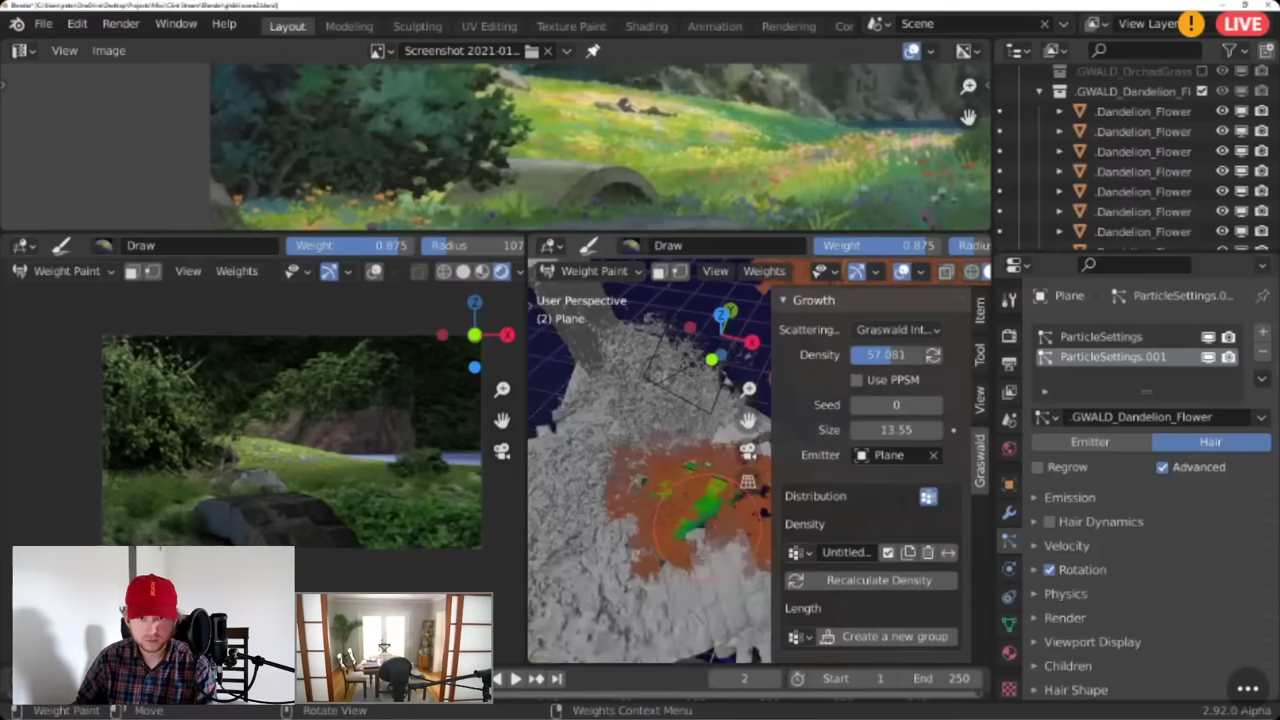 File Edit Render Window Help Layout Modeling Sculpting UV Editing Texture Paint Shading Animation Rendering Scene View Layer LIVE
View Image Screenshot 2021-01...
.GWALD_OrchadGrass
.GWALD_Dandelion_Fl
.Dandelion_Flower
.Dandelion_Flower
.Dandelion_Flower
.Dandelion_Flower
.Dandelion_Flower
.Dandelion_Flower
.Dandelion_Flower
Draw Weight 0.875 Radius 107
Draw Weight 0.875 Radiu
Weight Paint View Weights
Weight Paint View Weights
User Perspective
(2) Plane
Growth
Scattering... Graswald Int...
Density 57.081
Use PPSM
Seed 0
Size 13.55
Emitter Plane
Distribution
Density
Untitled...
Recalculate Density
Length
Create a new group
Item
Tool
View
Graswald
Plane ParticleSettings.0...
ParticleSettings
ParticleSettings.001
.GWALD_Dandelion_Flower
Emitter Hair
Regrow Advanced
Emission
Hair Dynamics
Velocity
Rotation
Physics
Render
Viewport Display
Children
Hair Shape
2 Start 1 End 250
Weight Paint Move Rotate View Weights Context Menu 2.92.0 Alpha